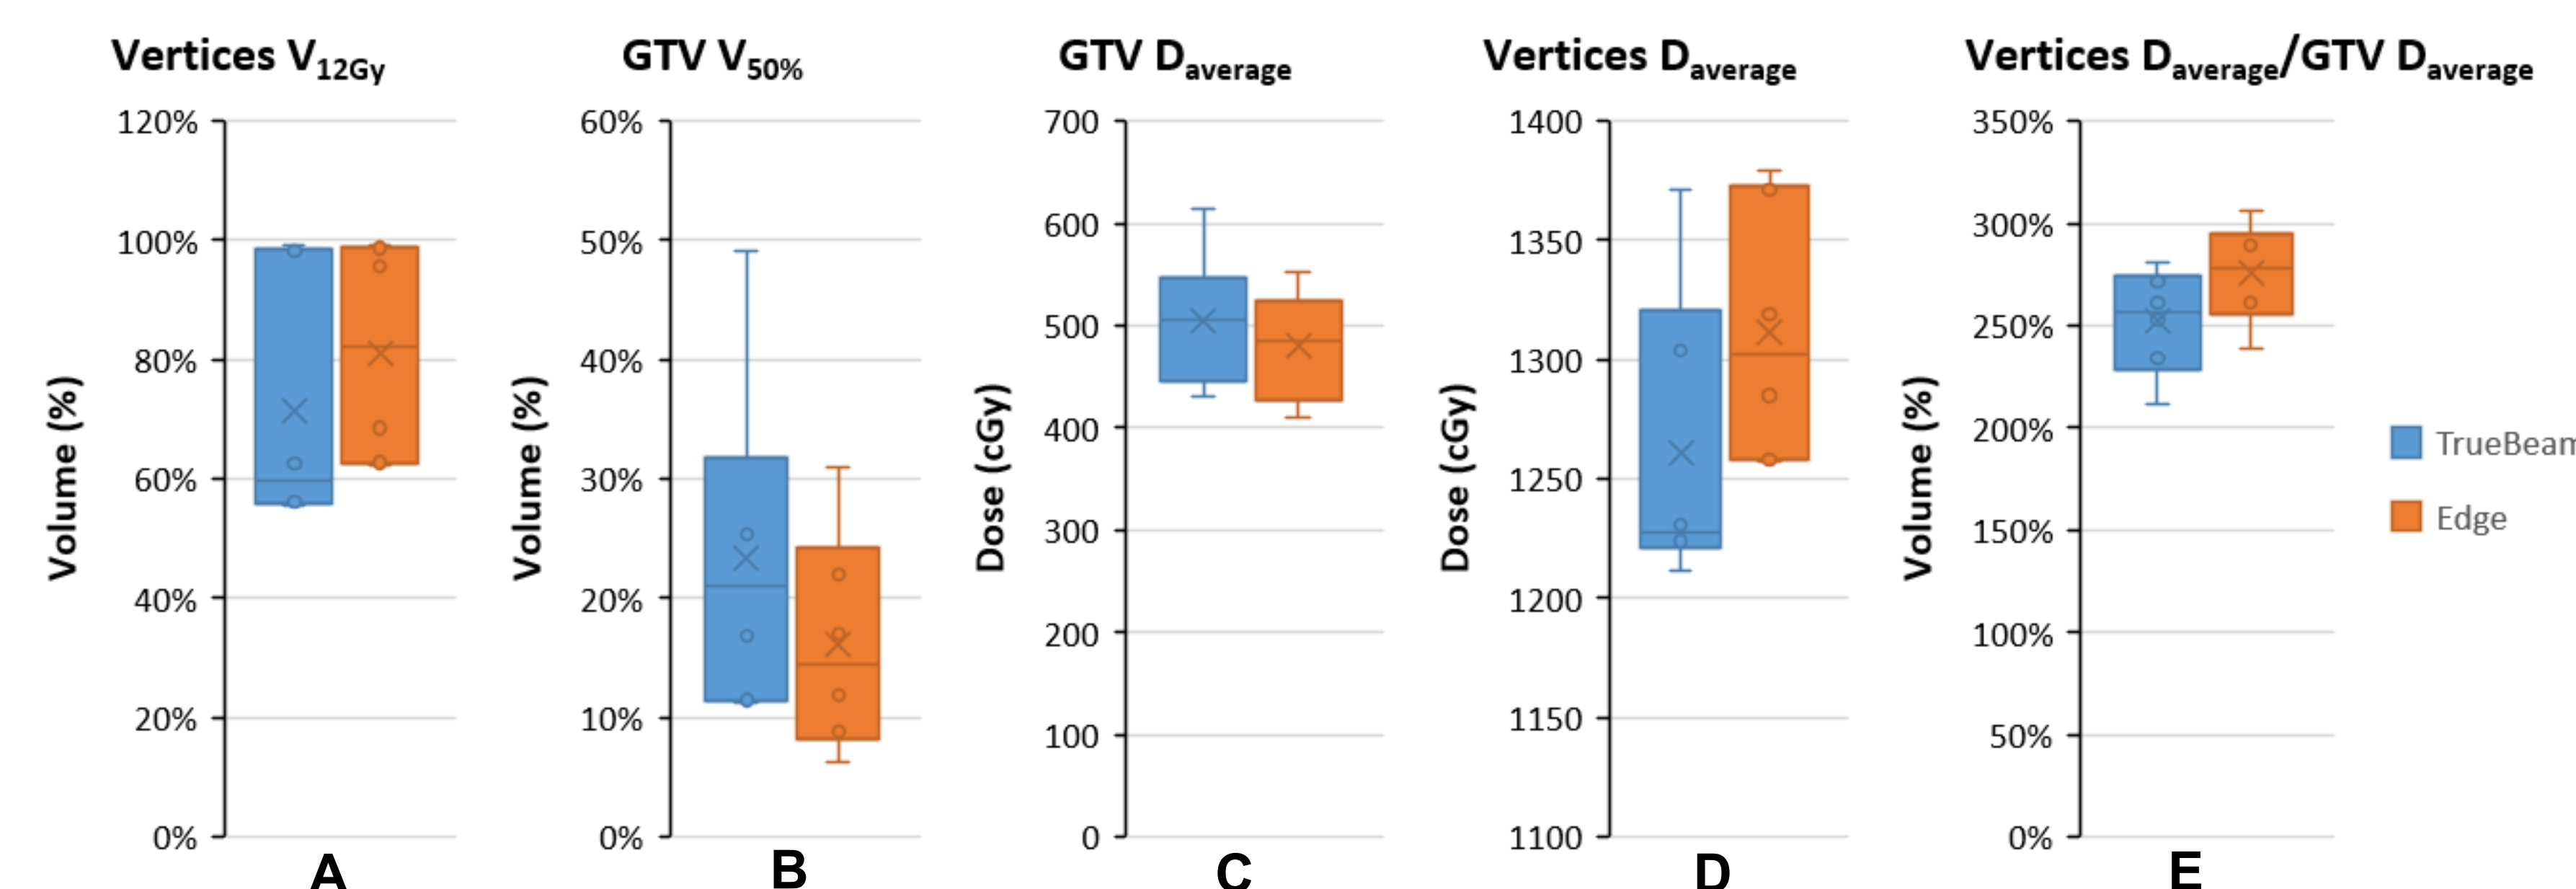 Vertices V12Gy
GTV V50%
GTV Daverage
Vertices Daverage
Vertices Daverage/GTV Daverage
Volume (%)
120%
100%
80%
60%
40%
20%
0%
A
Volume (%)
60%
50%
40%
30%
20%
10%
0%
B
Dose (cGy)
700
600
500
400
300
200
100
0
C
Dose (cGy)
1400
1350
1300
1250
1200
1150
1100
D
Volume (%)
350%
300%
250%
200%
150%
100%
50%
0%
E
TrueBeam
Edge